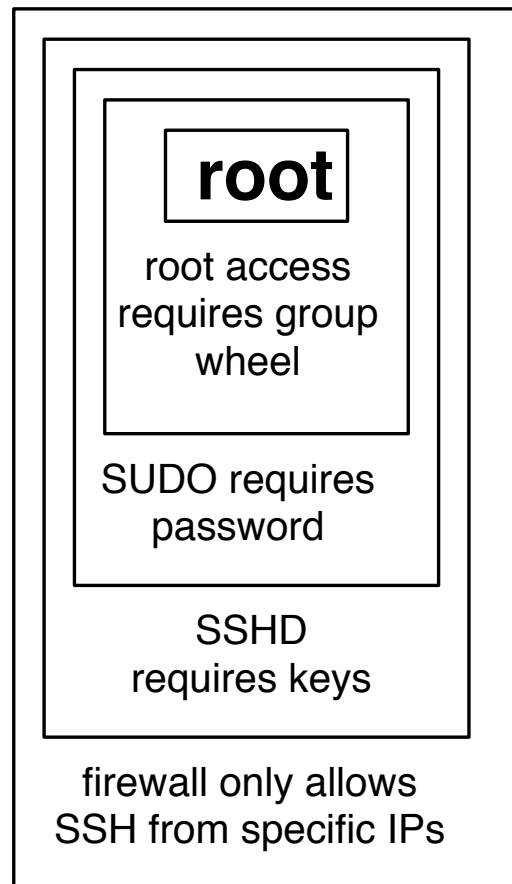 root
root access
requires group
wheel
SUDO requires
password
SSHD
requires keys
firewall only allows
SSH from specific IPs